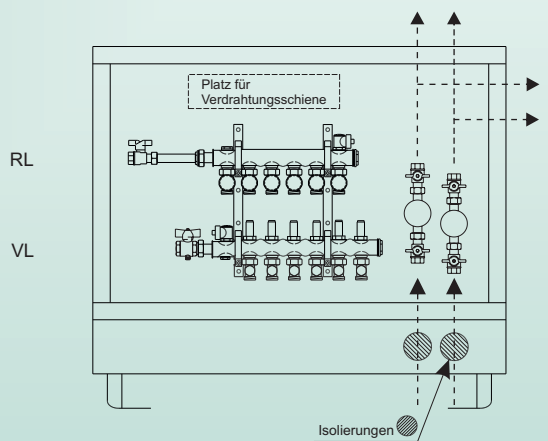 Platz für
Verdrahtungsschiene
RL
VL
Isolierungen